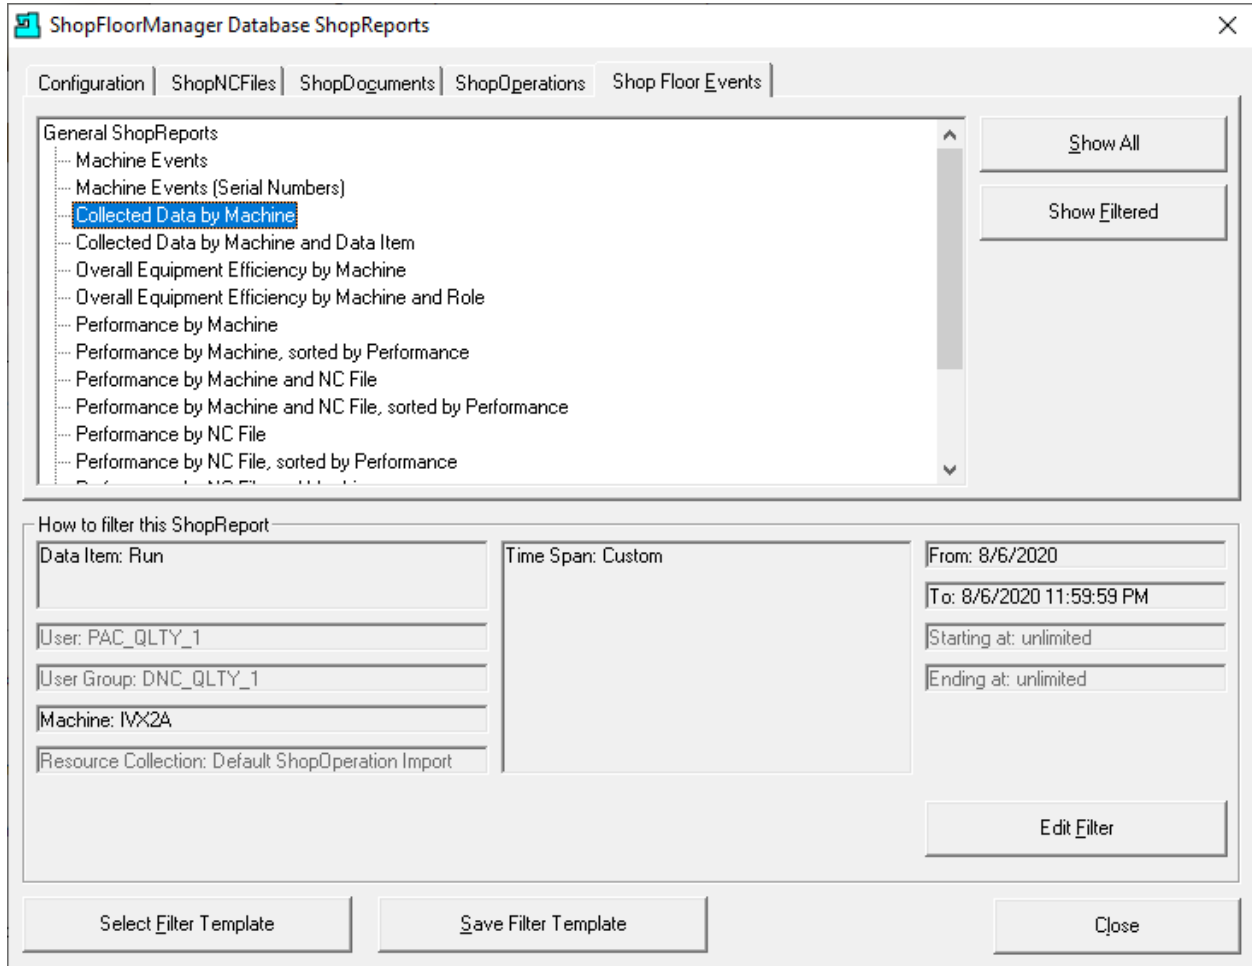 ShopFloorManager Database ShopReports
Configuration ShopNCFiles ShopDocuments ShopOperations Shop Floor Events
General ShopReports
Machine Events
Machine Events (Serial Numbers)
Collected Data by Machine
Collected Data by Machine and Data Item
Overall Equipment Efficiency by Machine
Overall Equipment Efficiency by Machine and Role
Performance by Machine
Performance by Machine, sorted by Performance
Performance by Machine and NC File
Performance by Machine and NC File, sorted by Performance
Performance by NC File
Performance by NC File, sorted by Performance
Show All
Show Filtered
How to filter this ShopReport
Data Item: Run
User: PAC_QLTY_1
User Group: DNC_QLTY_1
Machine: IVX2A
Resource Collection: Default ShopOperation Import
Time Span: Custom
From: 8/6/2020
To: 8/6/2020 11:59:59 PM
Starting at: unlimited
Ending at: unlimited
Edit Filter
Select Filter Template
Save Filter Template
Close